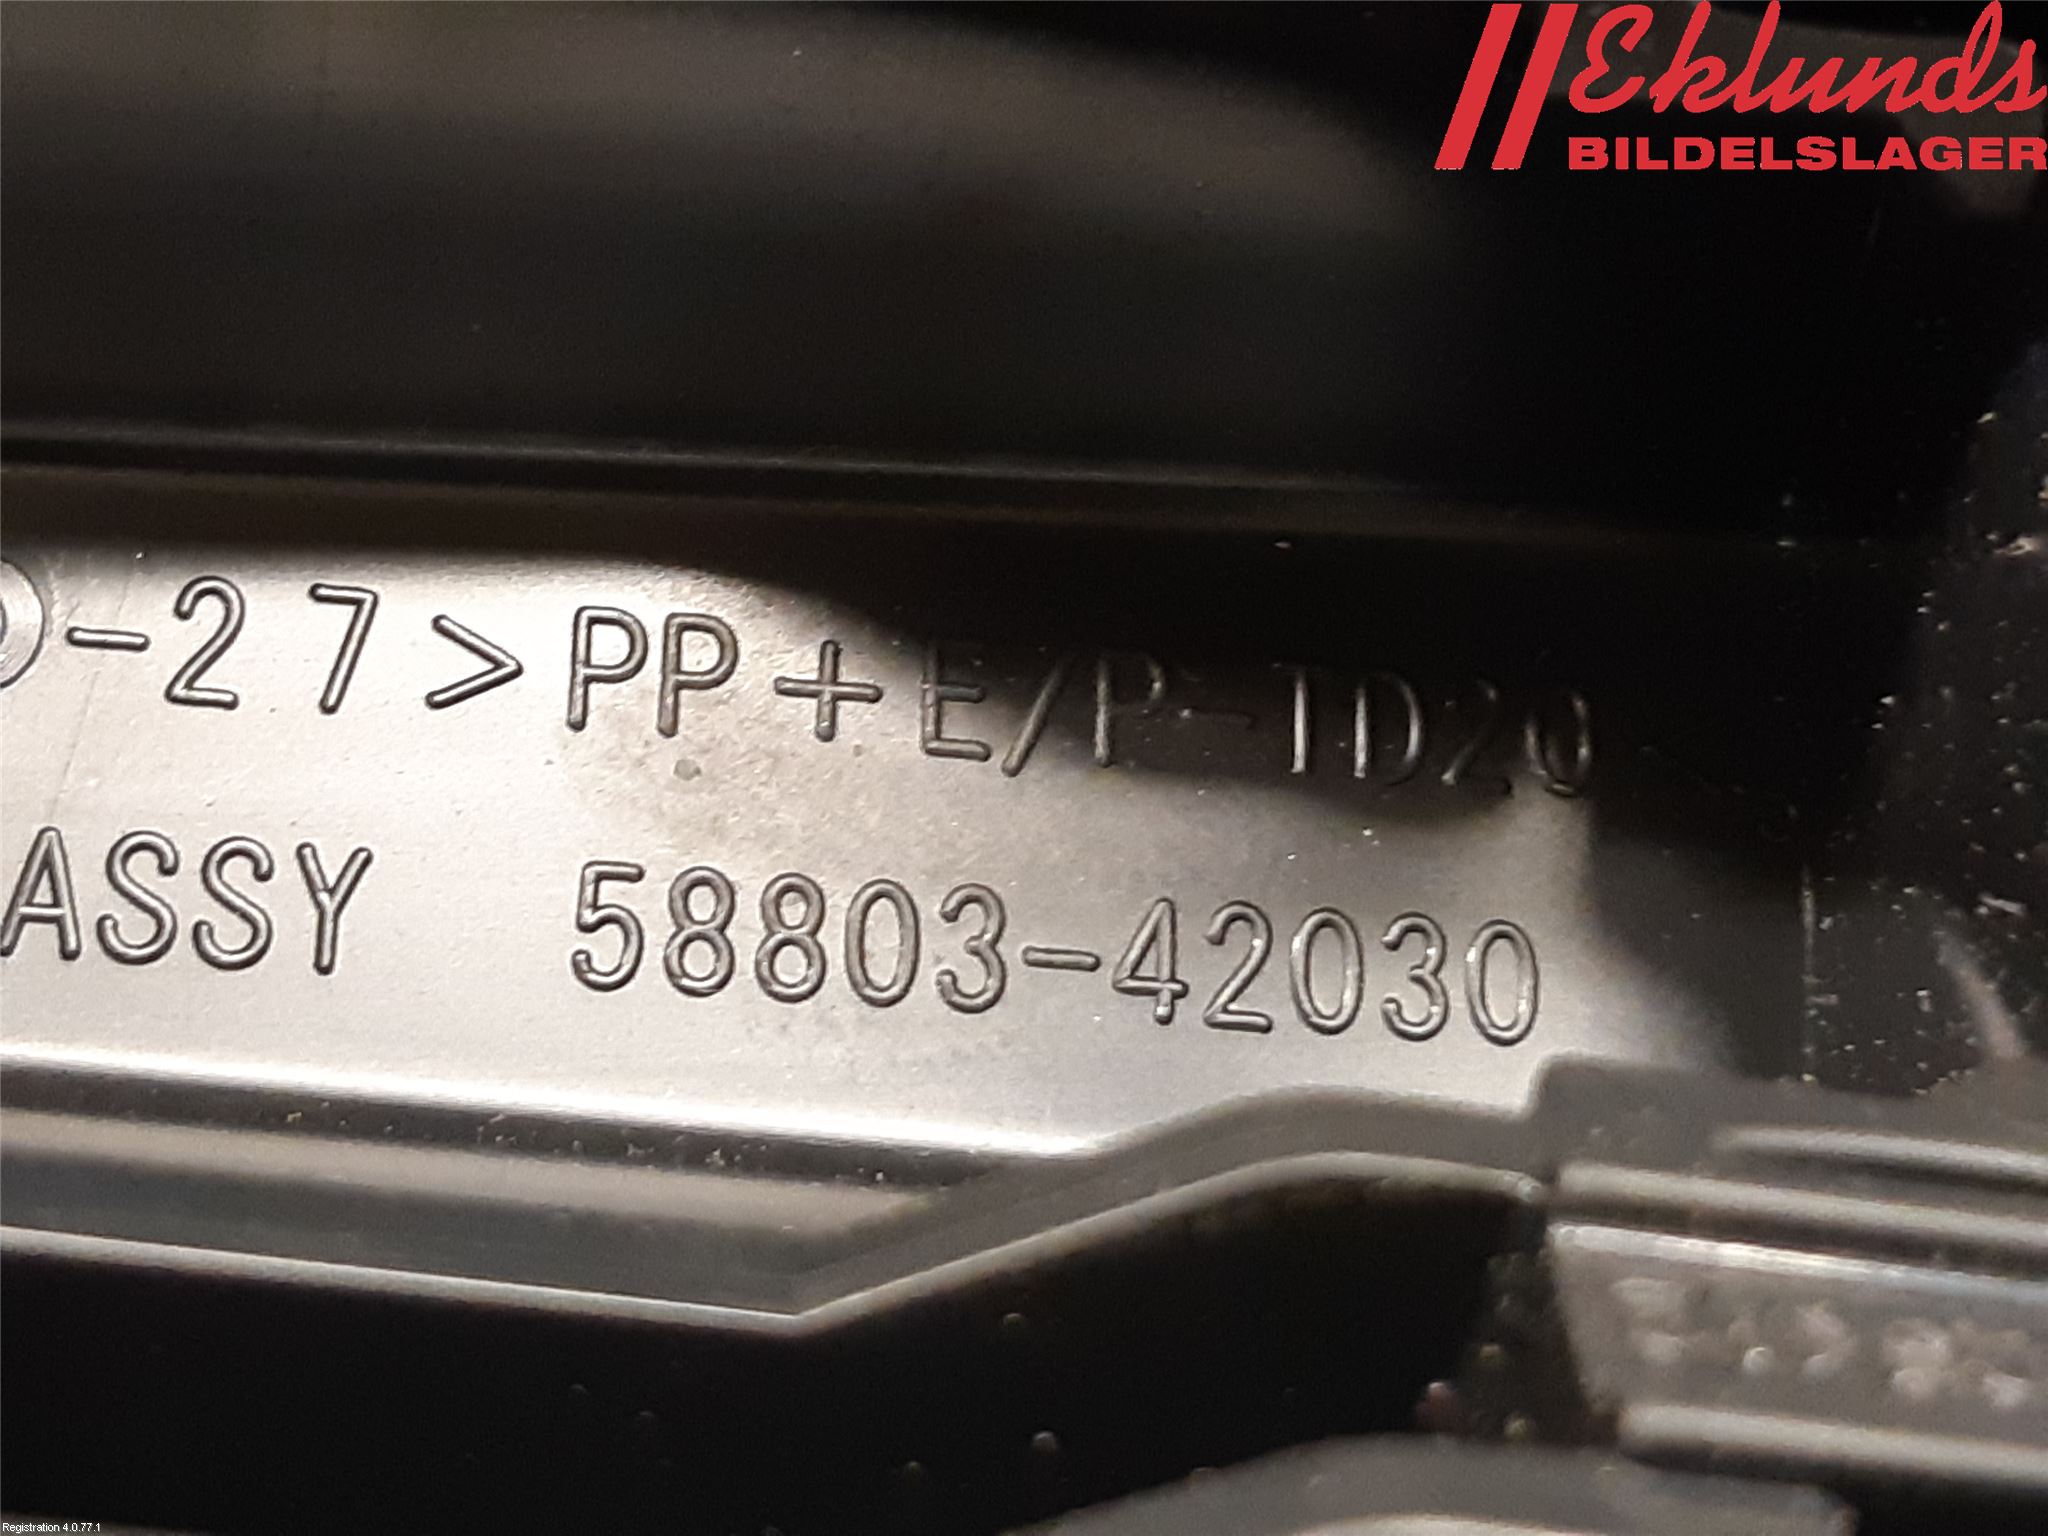 Eklunds
BILDELSLAGER
-27 >PP+E/P-TD20
ASSY 58803-42030
Registration 4.0.77.1